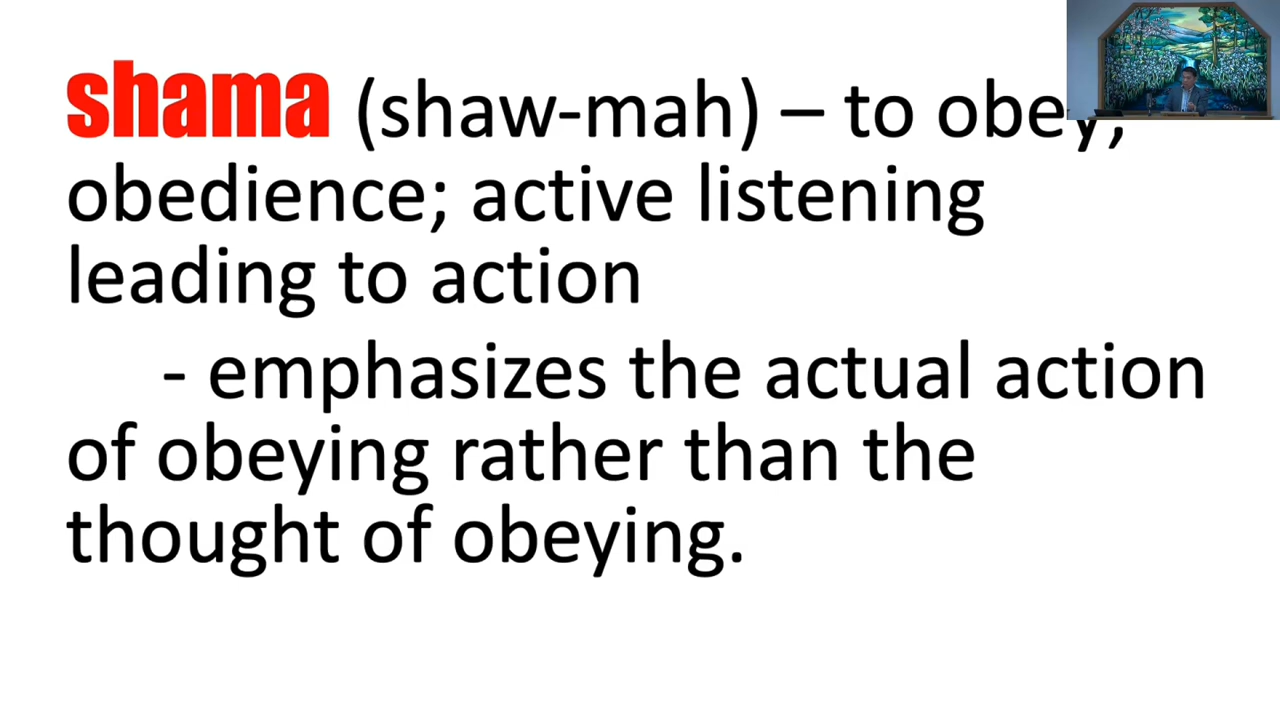 shama (shaw-mah) – to obey,
obedience; active listening
leading to action
- emphasizes the actual action
of obeying rather than the
thought of obeying.